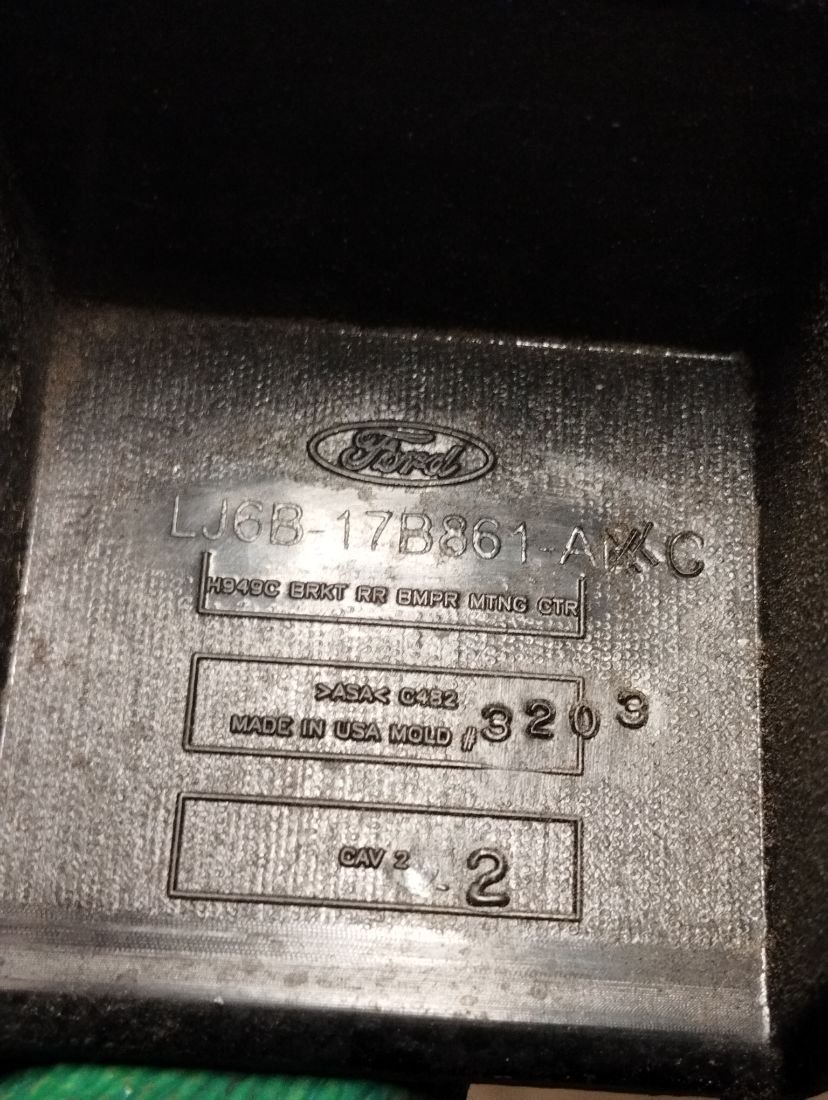 Ford
LJ6B-17B861-A C
H949C BRKT RR BMPR MTNG CTR
>ASA< C482
MADE IN USA MOLD #3203
CAV 2 2